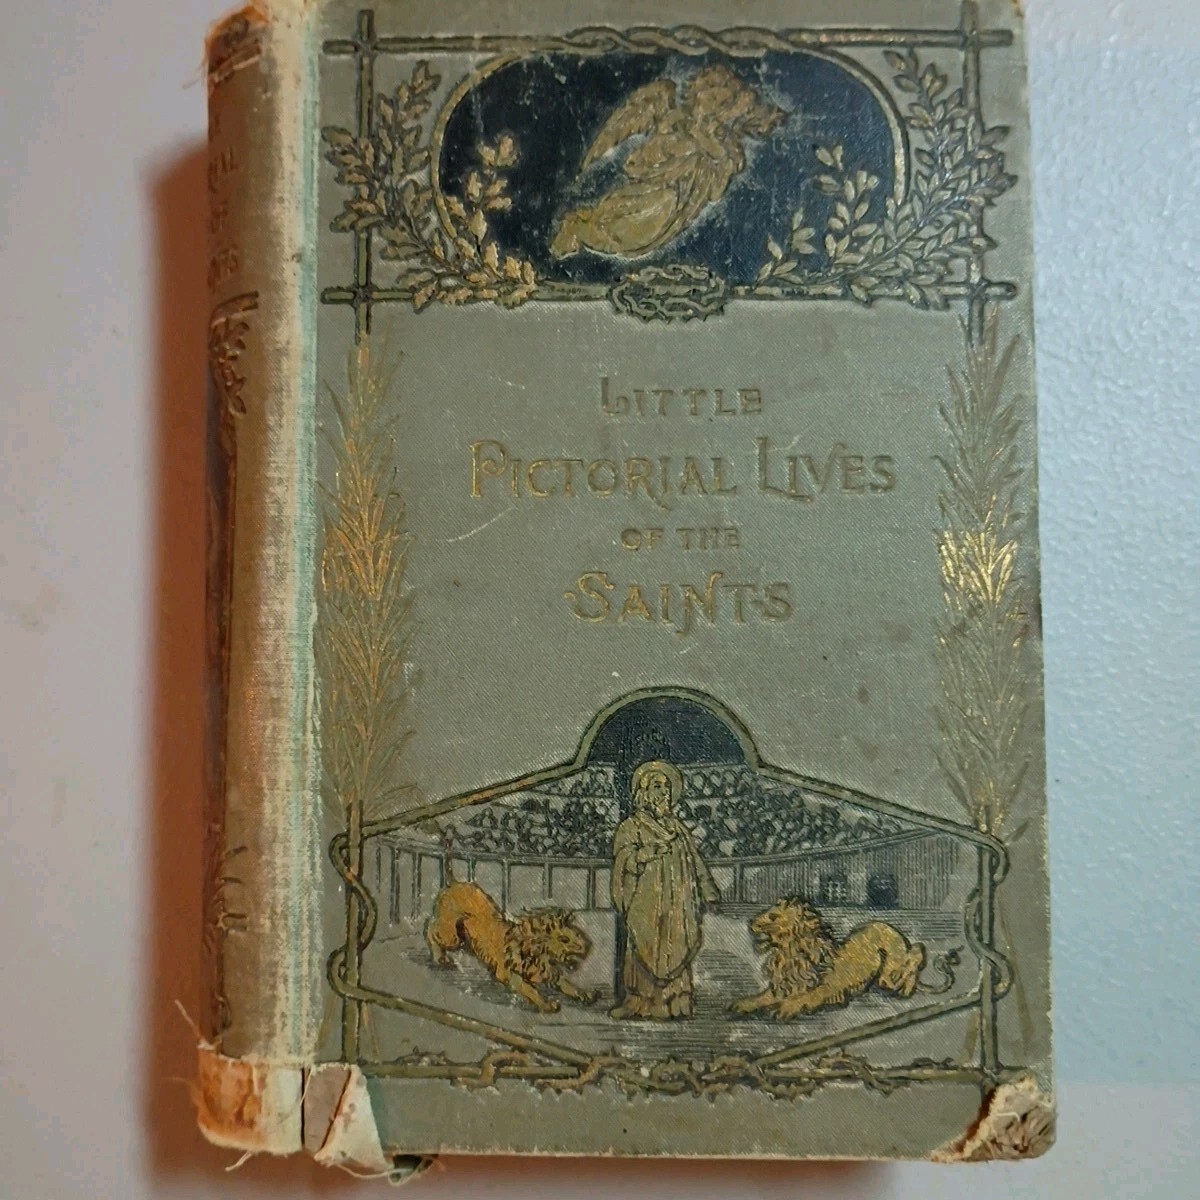 LITTLE
PICTORIAL LIVES
OF THE
SAINTS